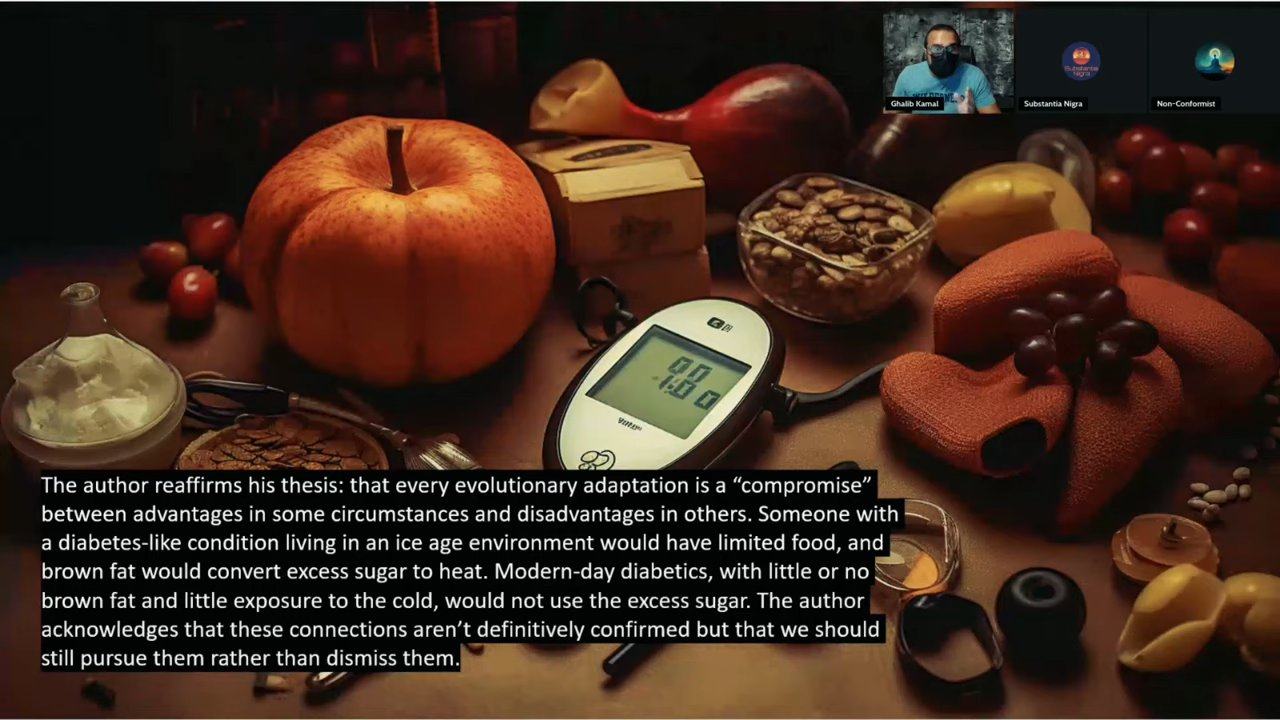 Ghalib Kamal
Substantia Nigra
Non-Conformist
Substantia
Nigra
The author reaffirms his thesis: that every evolutionary adaptation is a “compromise”
between advantages in some circumstances and disadvantages in others. Someone with
a diabetes-like condition living in an ice age environment would have limited food, and
brown fat would convert excess sugar to heat. Modern-day diabetics, with little or no
brown fat and little exposure to the cold, would not use the excess sugar. The author
acknowledges that these connections aren’t definitively confirmed but that we should
still pursue them rather than dismiss them.